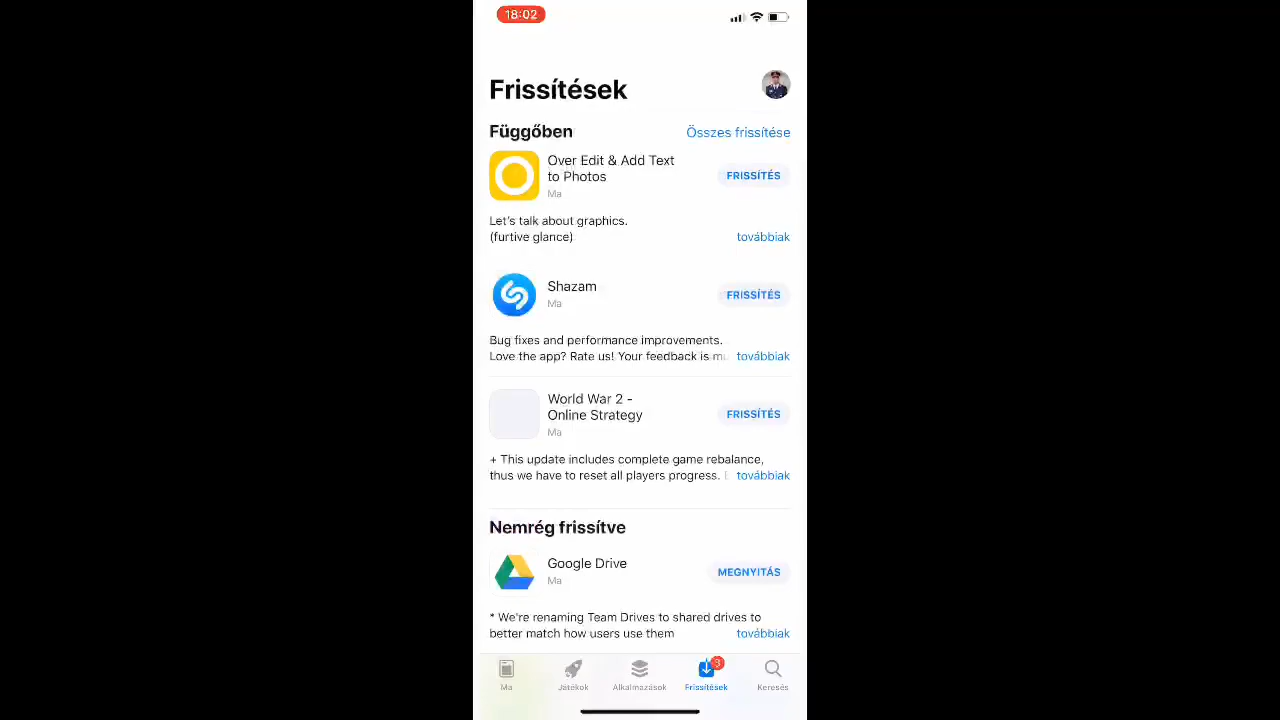 18:02
Frissítések
Függőben
Összes frissítése
Over Edit & Add Text
to Photos
Ma
FRISSÍTÉS
Let's talk about graphics.
(furtive glance)
továbbiak
Shazam
Ma
FRISSÍTÉS
Bug fixes and performance improvements.
Love the app? Rate us! Your feedback is
továbbiak
World War 2 -
Online Strategy
Ma
FRISSÍTÉS
+ This update includes complete game rebalance,
thus we have to reset all players progress.
továbbiak
Nemrég frissítve
Google Drive
Ma
MEGNYITÁS
* We're renaming Team Drives to shared drives to
better match how users use them
továbbiak
3
Ma
Játékok
Alkalmazások
Frissítések
Keresés